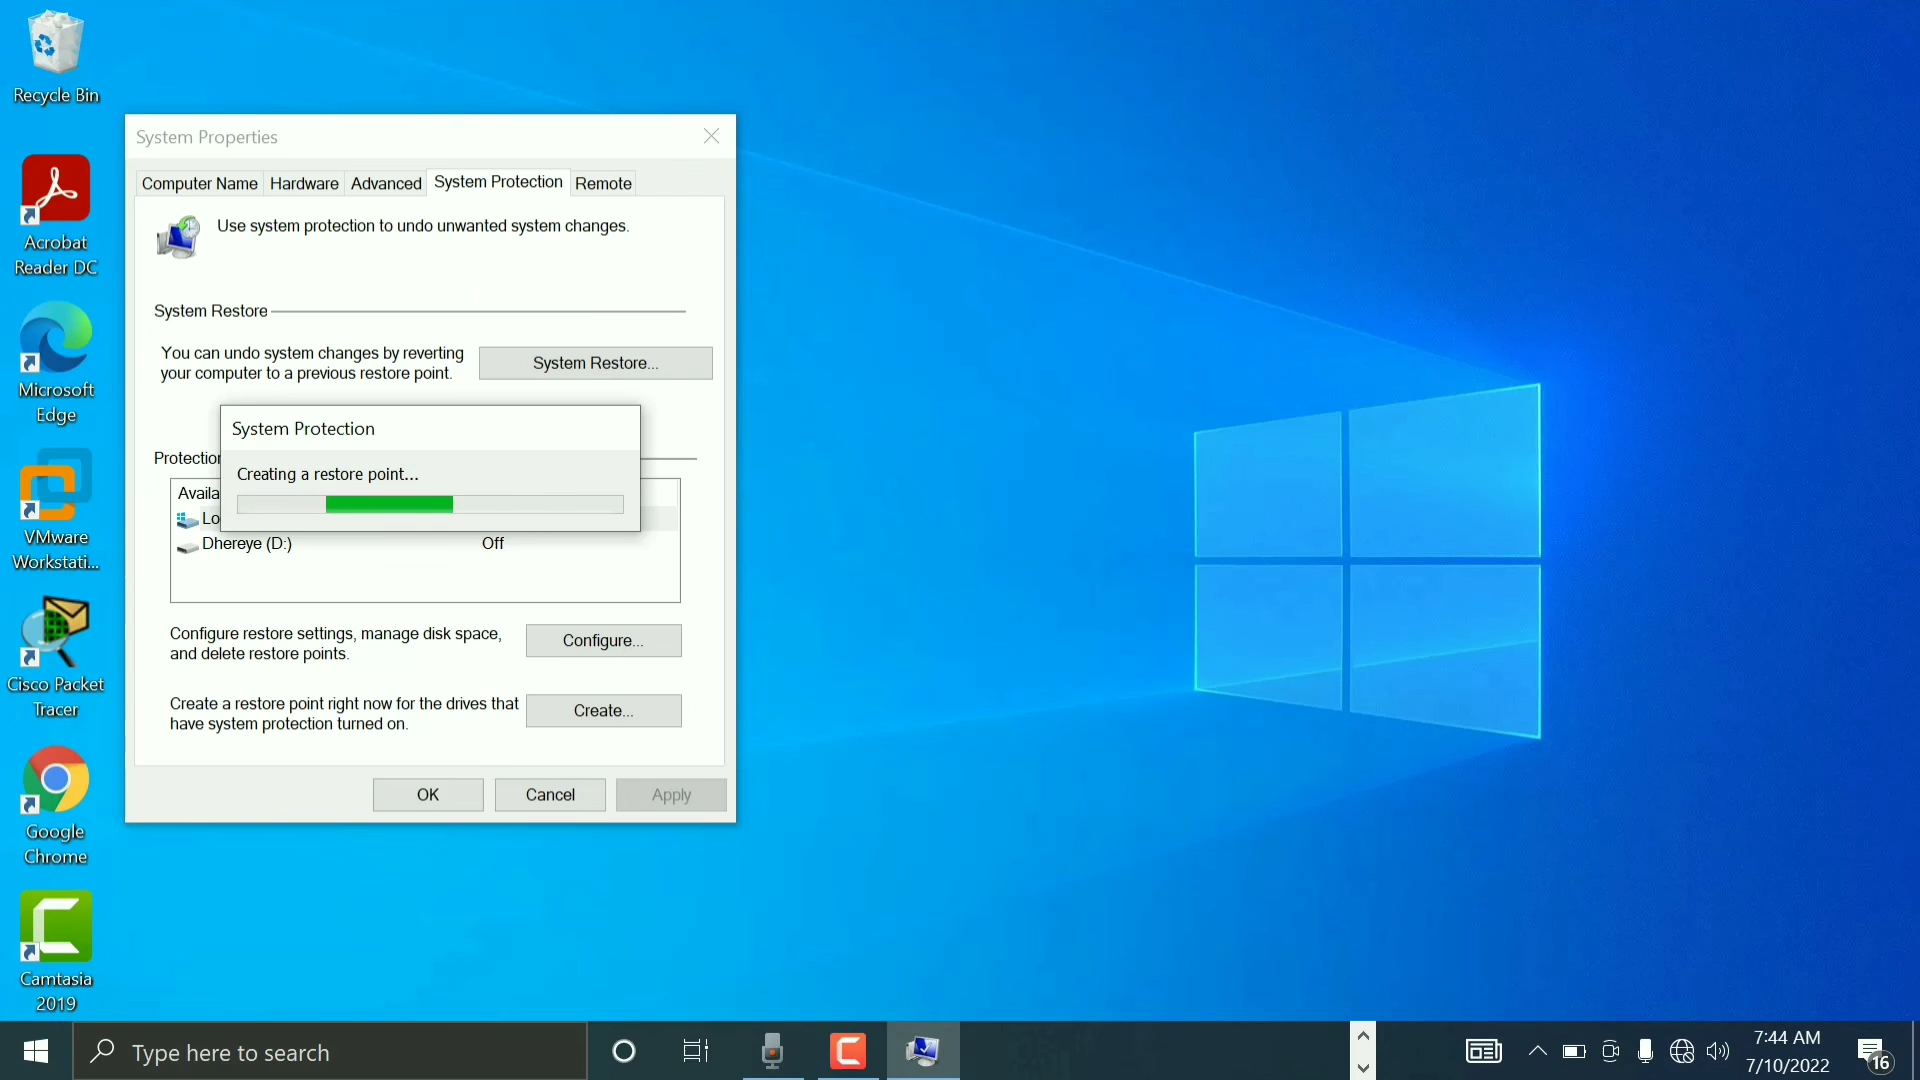 Recycle Bin
Acrobat
Reader DC
Microsoft
Edge
VMware
Workstati...
Cisco Packet
Tracer
Google
Chrome
Camtasia
2019
System Properties
Computer Name
Hardware
Advanced
System Protection
Remote
Use system protection to undo unwanted system changes.
System Restore
You can undo system changes by reverting
your computer to a previous restore point.
System Restore...
System Protection
Creating a restore point...
Protection
Availa
Lo
Dhereye (D:)
Off
Configure restore settings, manage disk space,
and delete restore points.
Configure...
Create a restore point right now for the drives that
have system protection turned on.
Create...
OK
Cancel
Apply
Type here to search
7:44 AM
7/10/2022
16